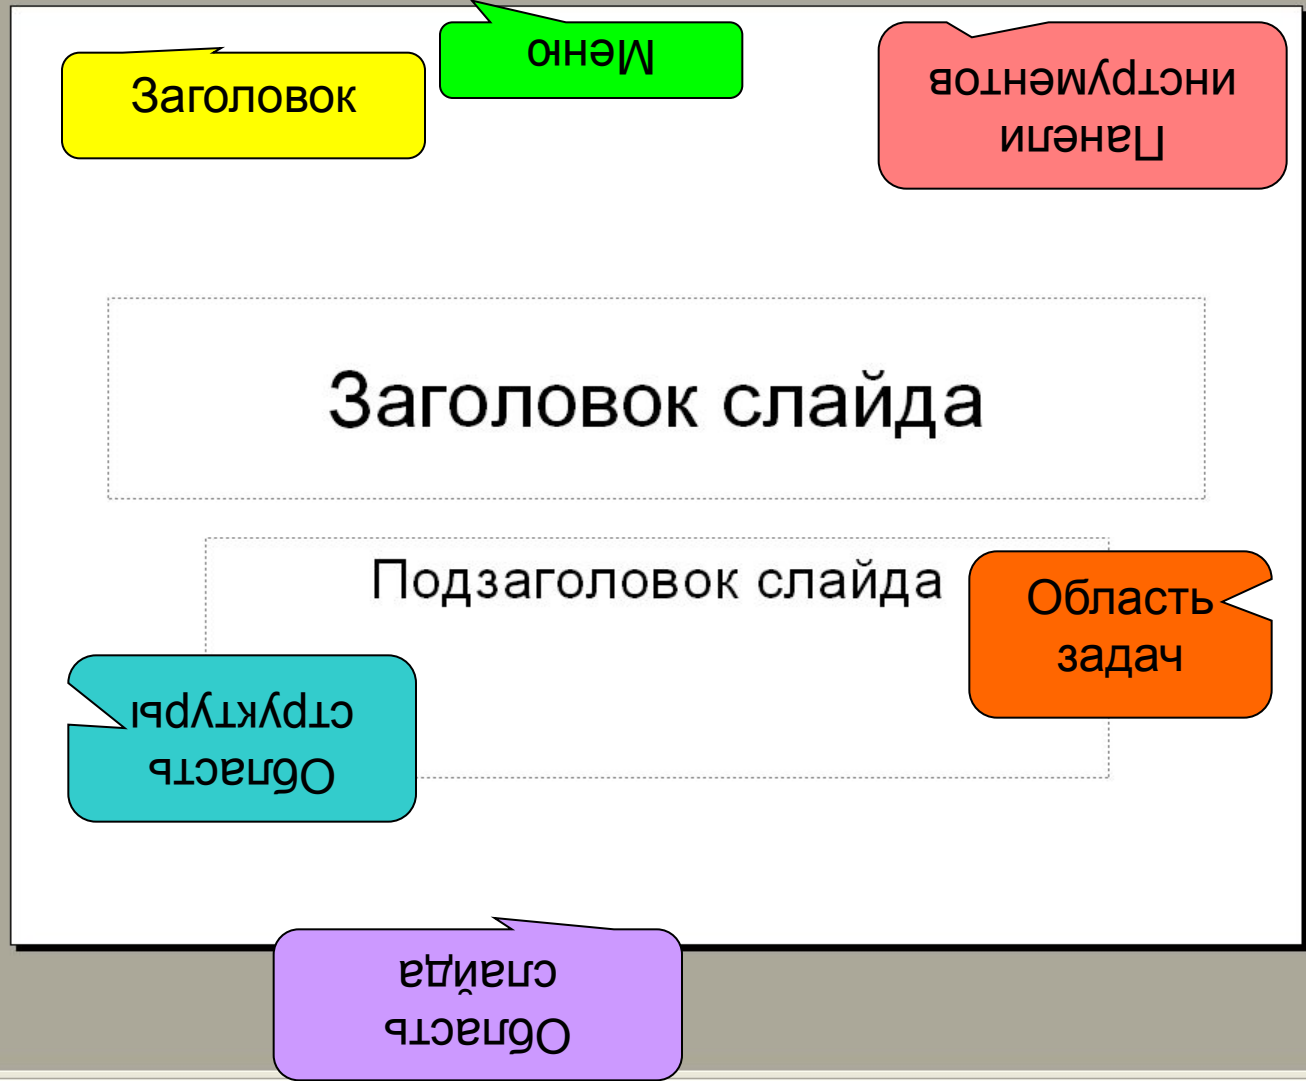 Заголовок
Меню
Панели
инструментов
Заголовок слайда
Подзаголовок слайда
Область
задач
Область
структуры
Область
слайда